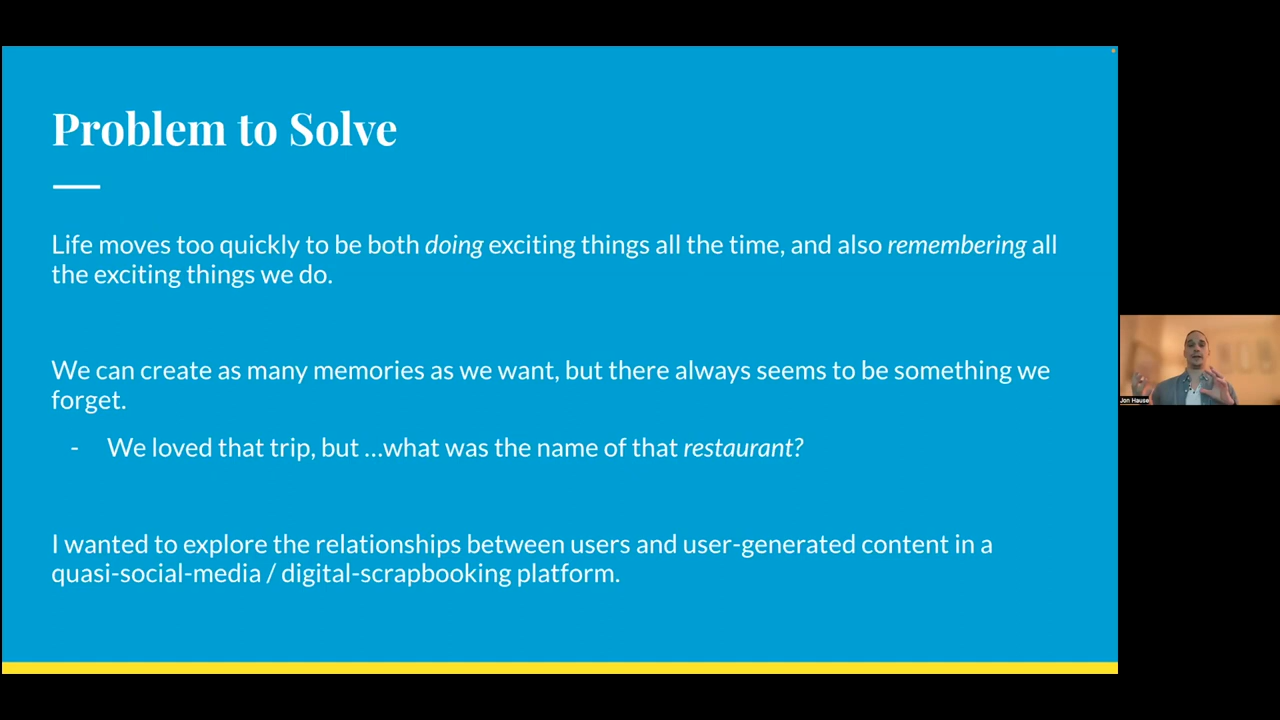 Problem to Solve
Life moves too quickly to be both doing exciting things all the time, and also remembering all
the exciting things we do.
We can create as many memories as we want, but there always seems to be something we
forget.
- We loved that trip, but …what was the name of that restaurant?
I wanted to explore the relationships between users and user-generated content in a
quasi-social-media / digital-scrapbooking platform.
Jon Hause